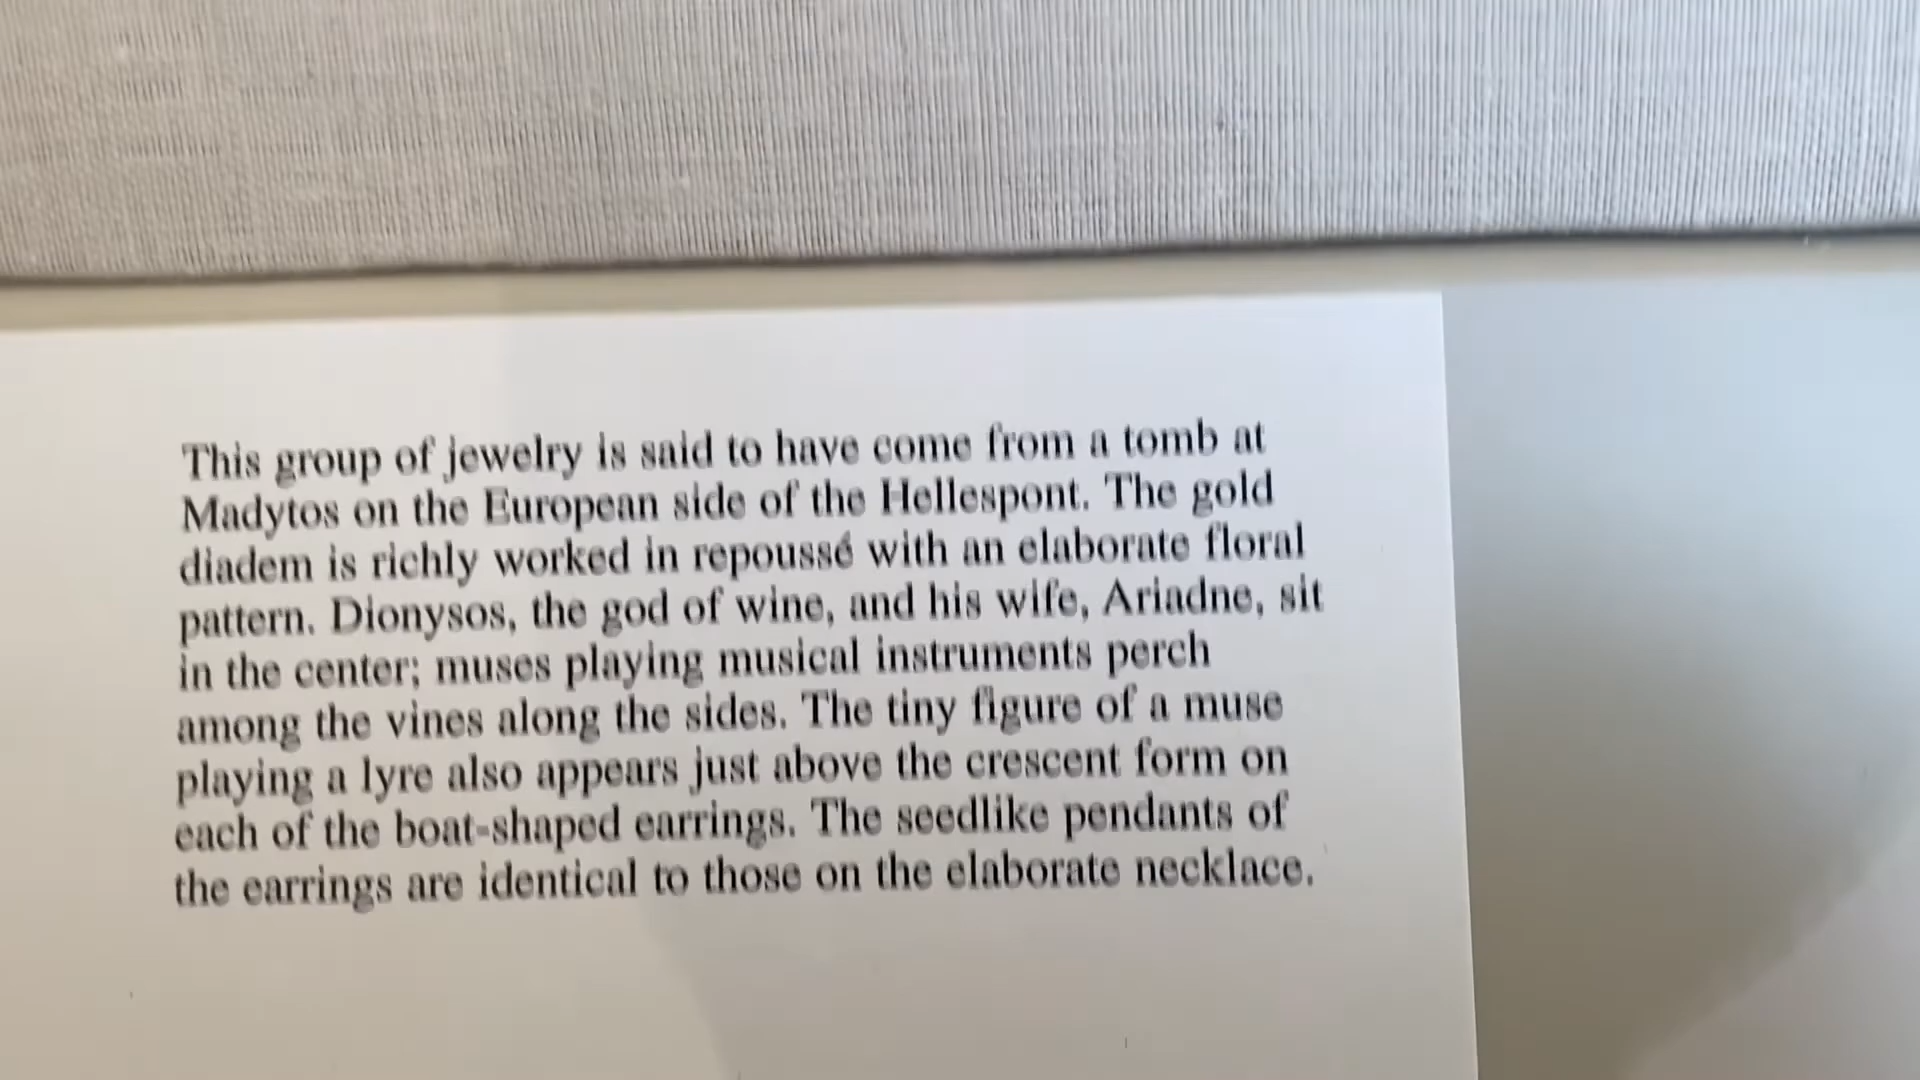 This group of jewelry is said to have come from a tomb at
Madytos on the European side of the Hellespont. The gold
diadem is richly worked in repoussé with an elaborate floral
pattern. Dionysos, the god of wine, and his wife, Ariadne, sit
in the center; muses playing musical instruments perch
among the vines along the sides. The tiny figure of a muse
playing a lyre also appears just above the crescent form on
each of the boat-shaped earrings. The seedlike pendants of
the earrings are identical to those on the elaborate necklace.